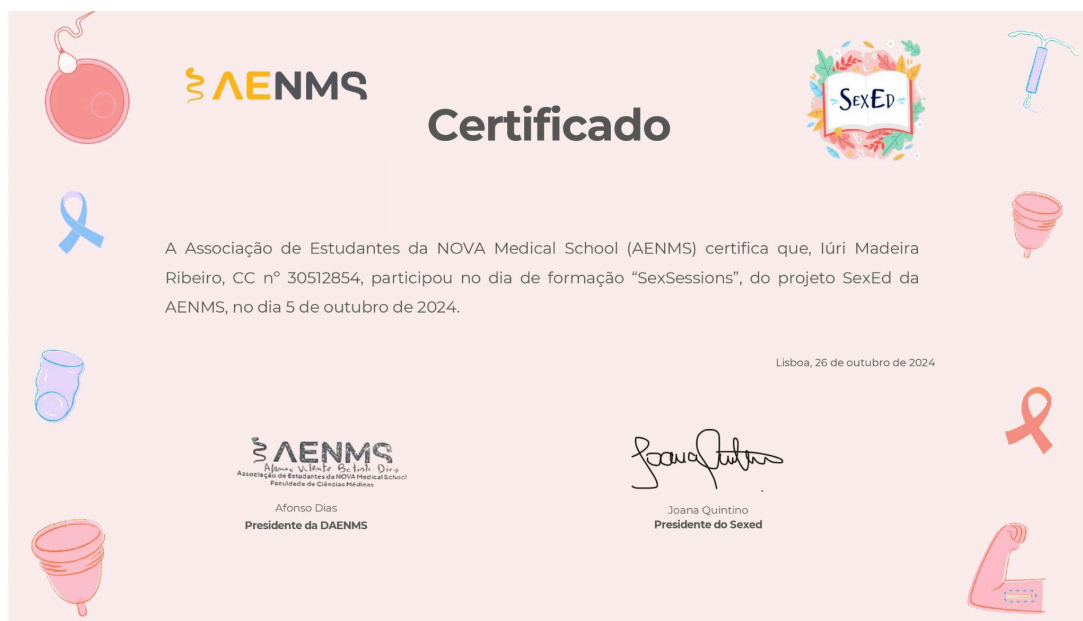 AENMS
SEXED
Certificado
A Associação de Estudantes da NOVA Medical School (AENMS) certifica que, Iúri Madeira
Ribeiro, CC nº 30512854, participou no dia de formação “SexSessions”, do projeto SexEd da
AENMS, no dia 5 de outubro de 2024.
Lisboa, 26 de outubro de 2024
AENMS
Associação de Estudantes da NOVA Medical School
Faculdade de Ciências Médicas
Afonso Dias
Presidente da DAENMS
Joana Quintino
Joana Quintino
Presidente do Sexed